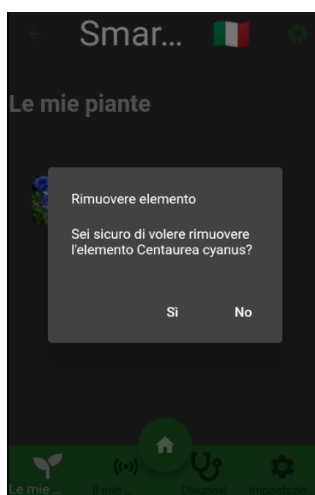 Smar...
Le mie piante
Rimuovere elemento
Sei sicuro di volere rimuovere
l'elemento Centaurea cyanus?
Sì No
Le mie ... Il mio ... Diagnosi Impostazio